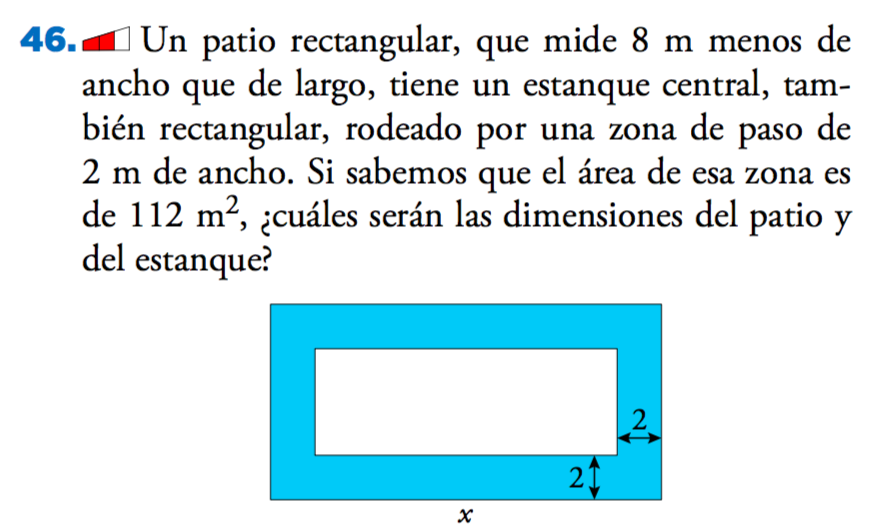 46. Un patio rectangular, que mide 8 m menos de
ancho que de largo, tiene un estanque central, tam-
bién rectangular, rodeado por una zona de paso de
2 m de ancho. Si sabemos que el área de esa zona es
de 112 m², ¿cuáles serán las dimensiones del patio y
del estanque?
2
2
x